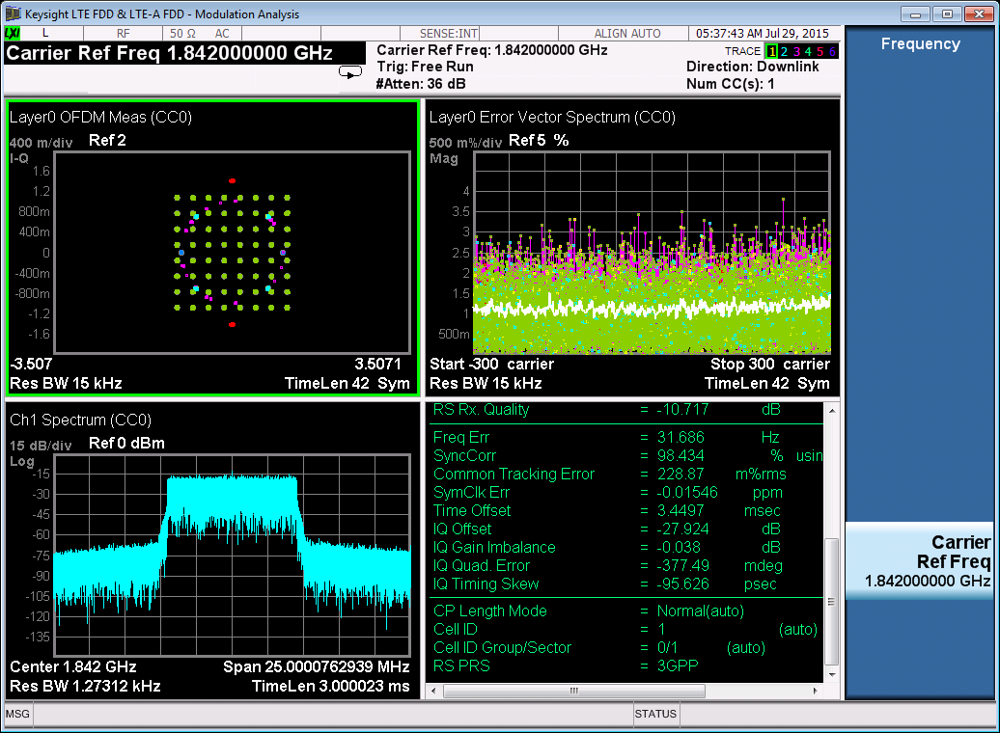 Keysight LTE FDD & LTE-A FDD - Modulation Analysis
LXI L RF 50 Ω AC SENSE:INT ALIGN AUTO 05:37:43 AM Jul 29, 2015
Carrier Ref Freq 1.842000000 GHz
Carrier Ref Freq: 1.842000000 GHz
Trig: Free Run
#Atten: 36 dB
TRACE 1 2 3 4 5 6
Direction: Downlink
Num CC(s): 1
Frequency
Layer0 OFDM Meas (CC0)
400 m/div Ref 2
I-Q
1.6
1.2
800m
400m
0
-400m
-800m
-1.2
-1.6
-3.507 3.5071
Res BW 15 kHz TimeLen 42 Sym
Layer0 Error Vector Spectrum (CC0)
500 m%/div Ref 5 %
Mag
4
3.5
3
2.5
2
1.5
1
500m
Start -300 carrier Stop 300 carrier
Res BW 15 kHz TimeLen 42 Sym
Ch1 Spectrum (CC0)
15 dB/div Ref 0 dBm
Log
-15
-30
-45
-60
-75
-90
-105
-120
-135
Center 1.842 GHz Span 25.0000762939 MHz
Res BW 1.27312 kHz TimeLen 3.000023 ms
RS Rx. Quality = -10.717 dB
Freq Err = 31.686 Hz
SyncCorr = 98.434 % usin
Common Tracking Error = 228.87 m%rms
SymClk Err = -0.01546 ppm
Time Offset = 3.4497 msec
IQ Offset = -27.924 dB
IQ Gain Imbalance = -0.038 dB
IQ Quad. Error = -377.49 mdeg
IQ Timing Skew = -95.626 psec
CP Length Mode = Normal(auto)
Cell ID = 1 (auto)
Cell ID Group/Sector = 0/1 (auto)
RS PRS = 3GPP
Carrier
Ref Freq
1.842000000 GHz
MSG STATUS